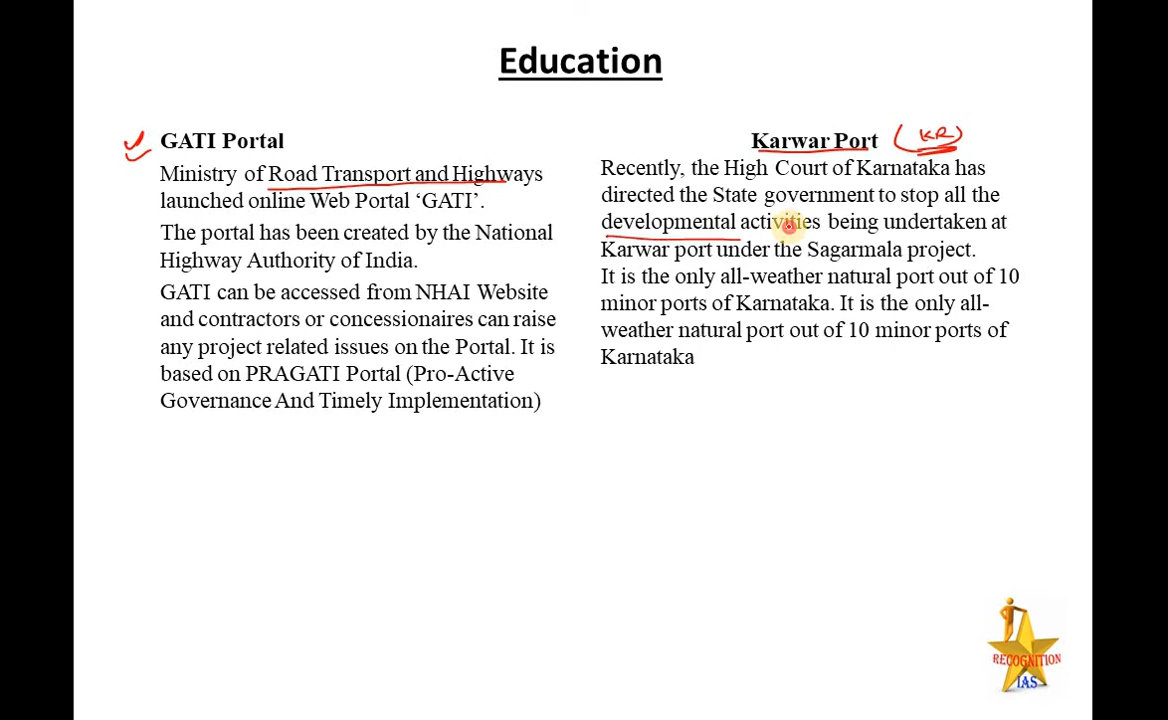 Education
GATI Portal
Ministry of Road Transport and Highways
launched online Web Portal ‘GATI’.
The portal has been created by the National
Highway Authority of India.
GATI can be accessed from NHAI Website
and contractors or concessionaires can raise
any project related issues on the Portal. It is
based on PRAGATI Portal (Pro-Active
Governance And Timely Implementation)
Karwar Port (KR)
Recently, the High Court of Karnataka has
directed the State government to stop all the
developmental activities being undertaken at
Karwar port under the Sagarmala project.
It is the only all-weather natural port out of 10
minor ports of Karnataka. It is the only all-
weather natural port out of 10 minor ports of
Karnataka
RECOGNITION
IAS